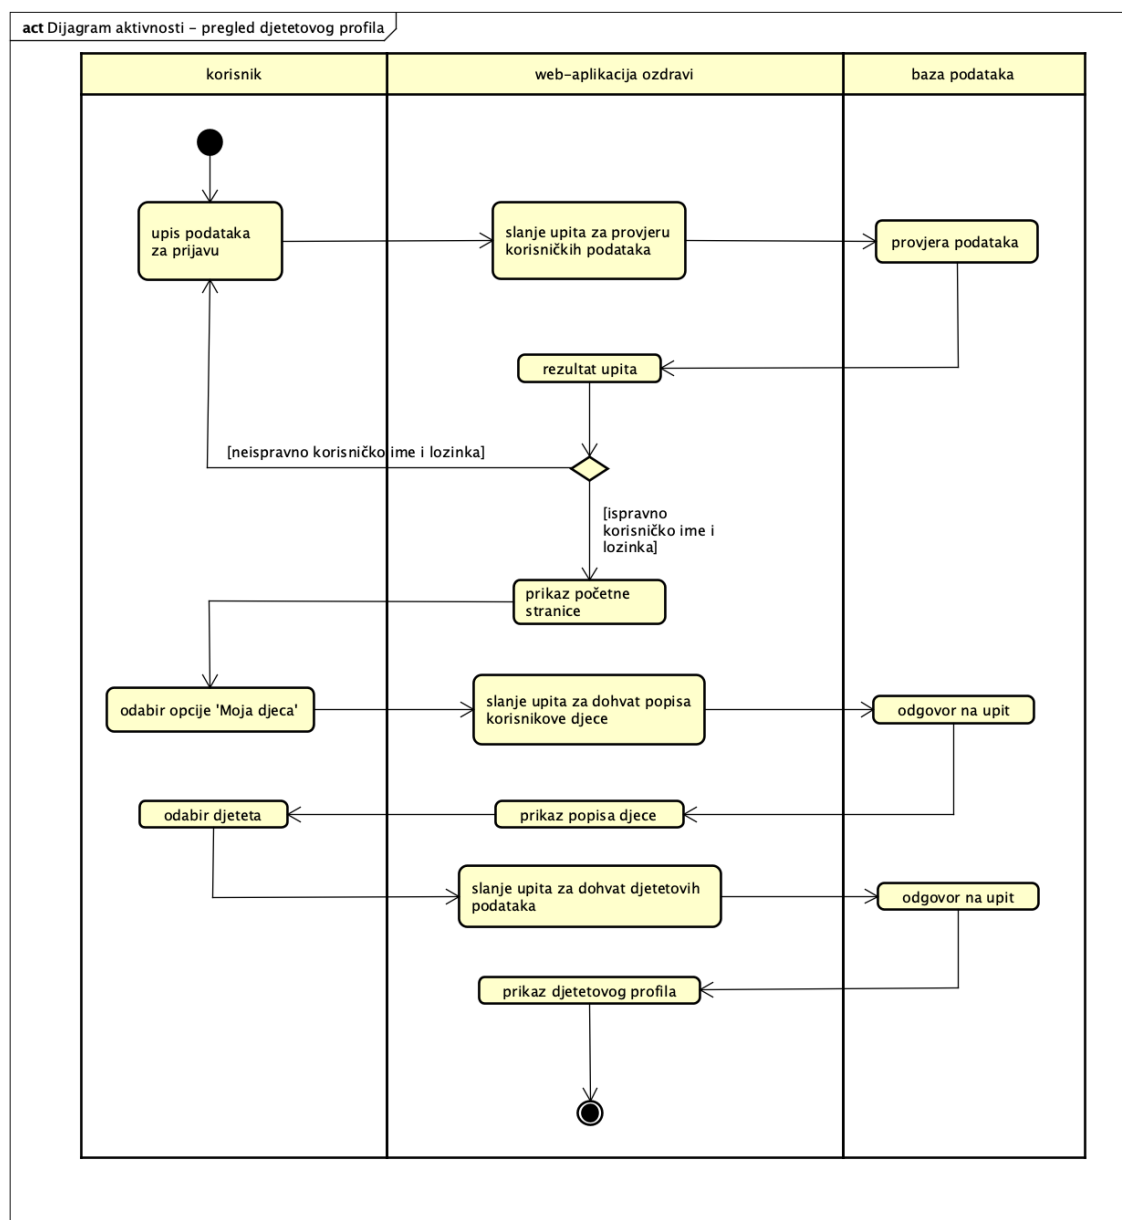 act Dijagram aktivnosti – pregled djetetovog profila
korisnik
web-aplikacija ozdravi
baza podataka
upis podataka
za prijavu
slanje upita za provjeru
korisničkih podataka
provjera podataka
rezultat upita
[neispravno korisničko ime i lozinka]
[ispravno
korisničko ime i
lozinka]
prikaz početne
stranice
odabir opcije 'Moja djeca'
slanje upita za dohvat popisa
korisnikove djece
odgovor na upit
odabir djeteta
prikaz popisa djece
slanje upita za dohvat djetetovih
podataka
odgovor na upit
prikaz djetetovog profila